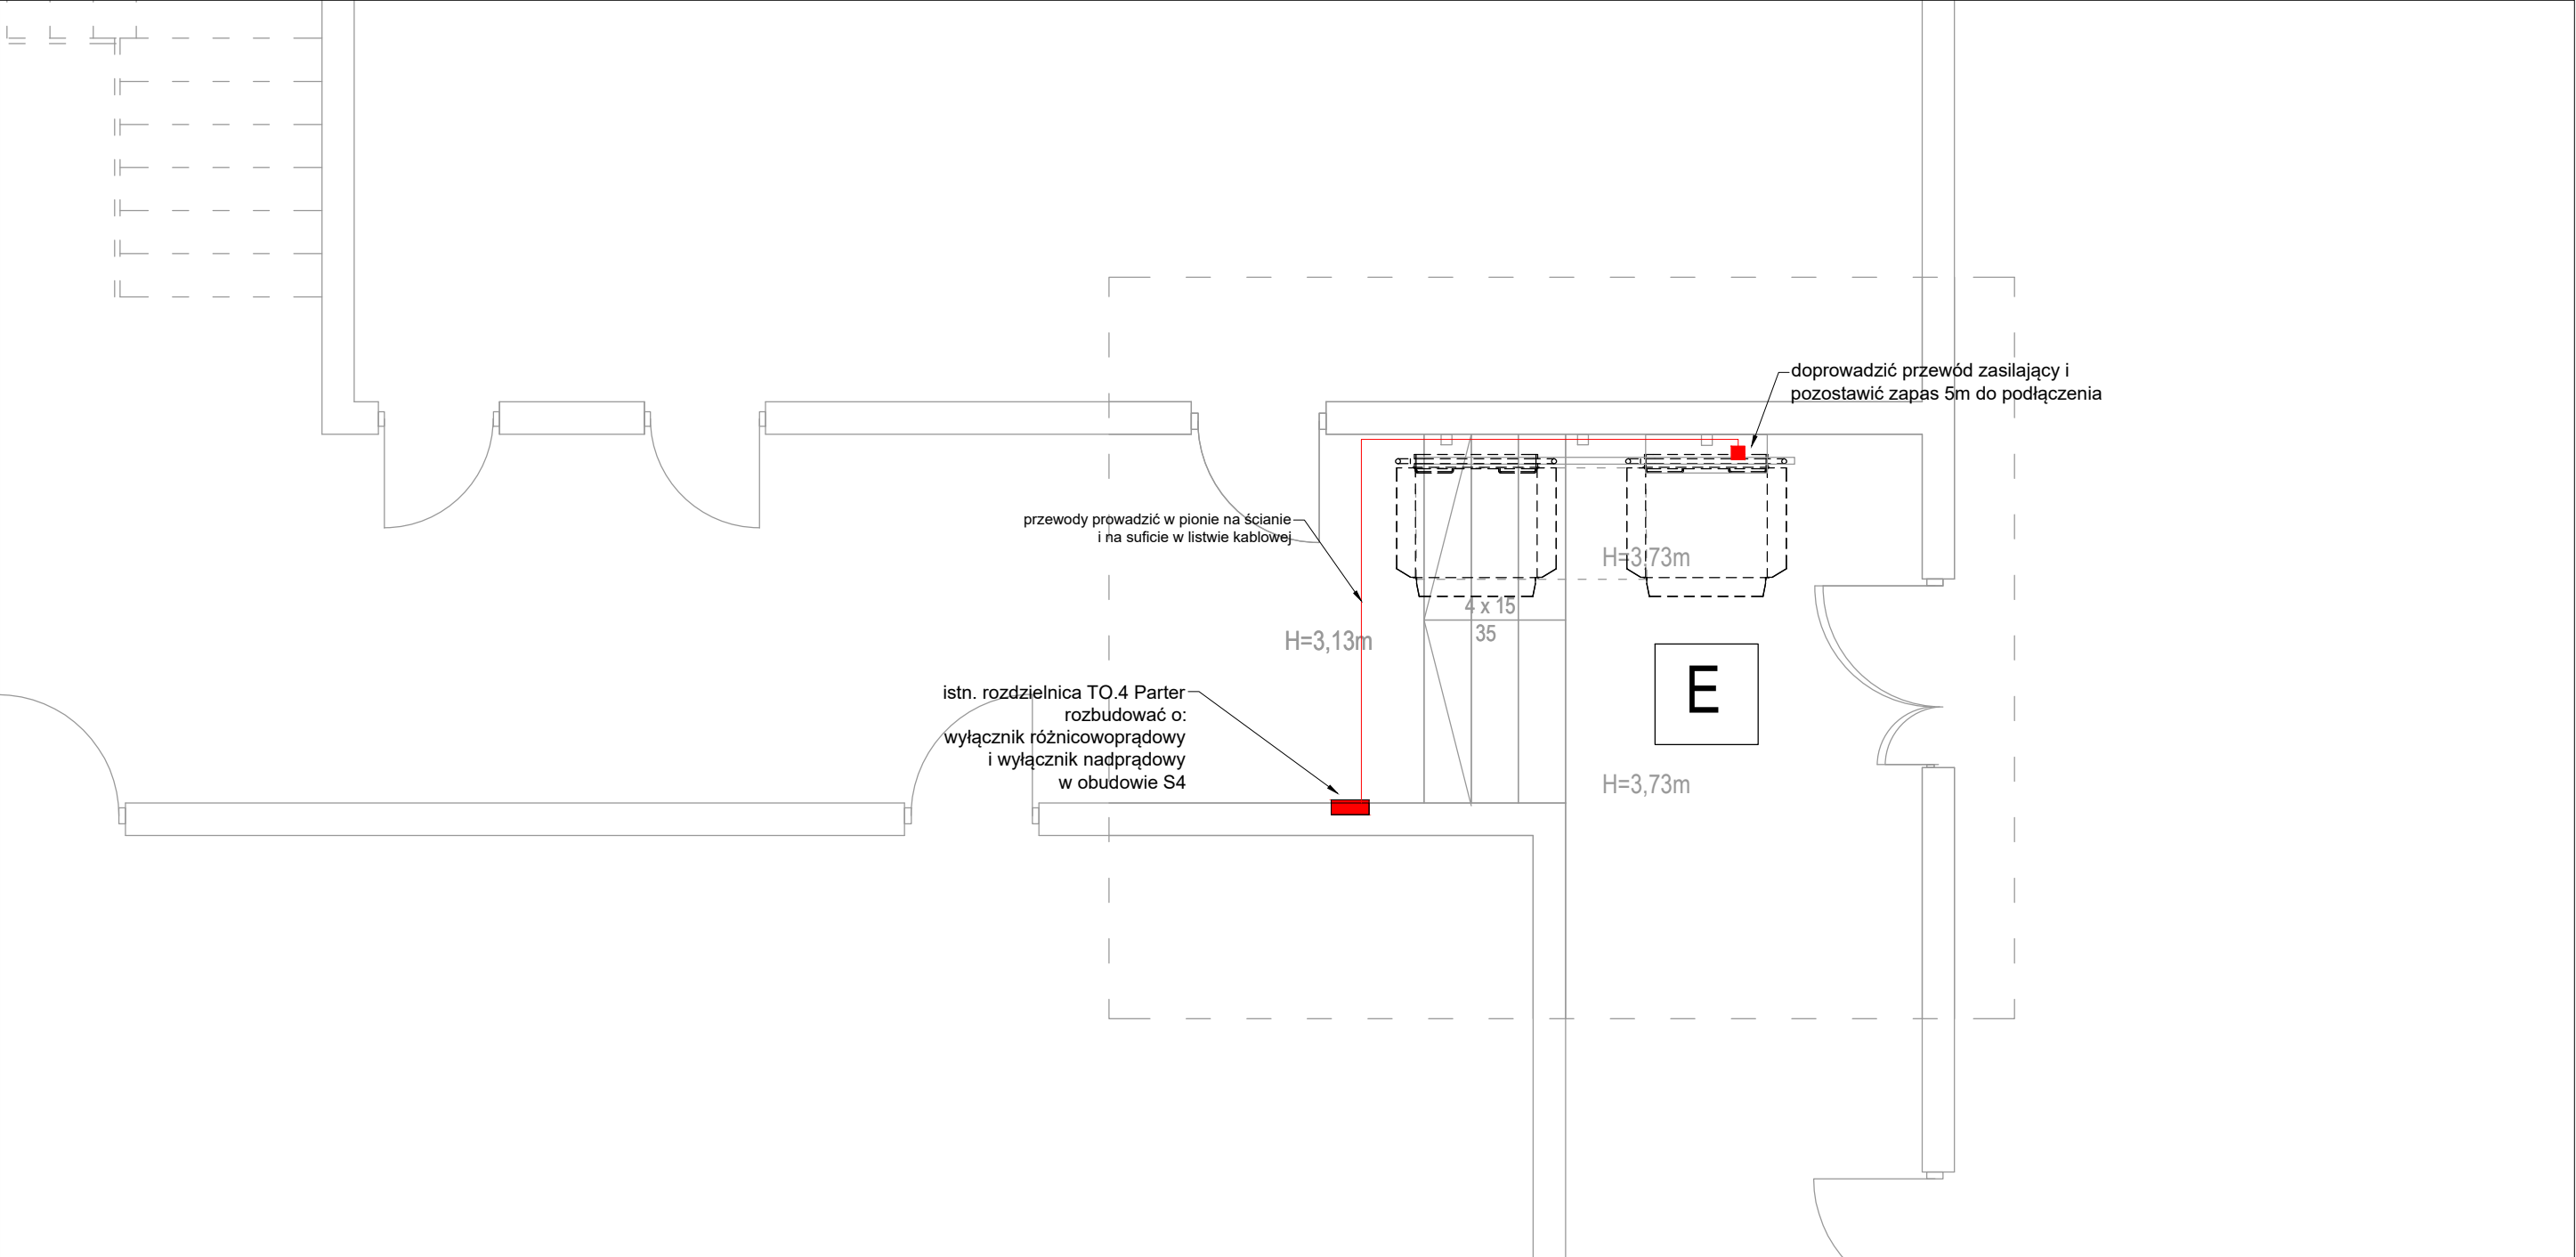 doprowadzić przewód zasilający i
pozostawić zapas 5m do podłączenia
przewody prowadzić w pionie na ścianie
i na suficie w listwie kablowej
H=3,73m
4 x 15
35
H=3,13m
E
istn. rozdzielnica TO.4 Parter
rozbudować o:
wyłącznik różnicowoprądowy
i wyłącznik nadprądowy
w obudowie S4
H=3,73m